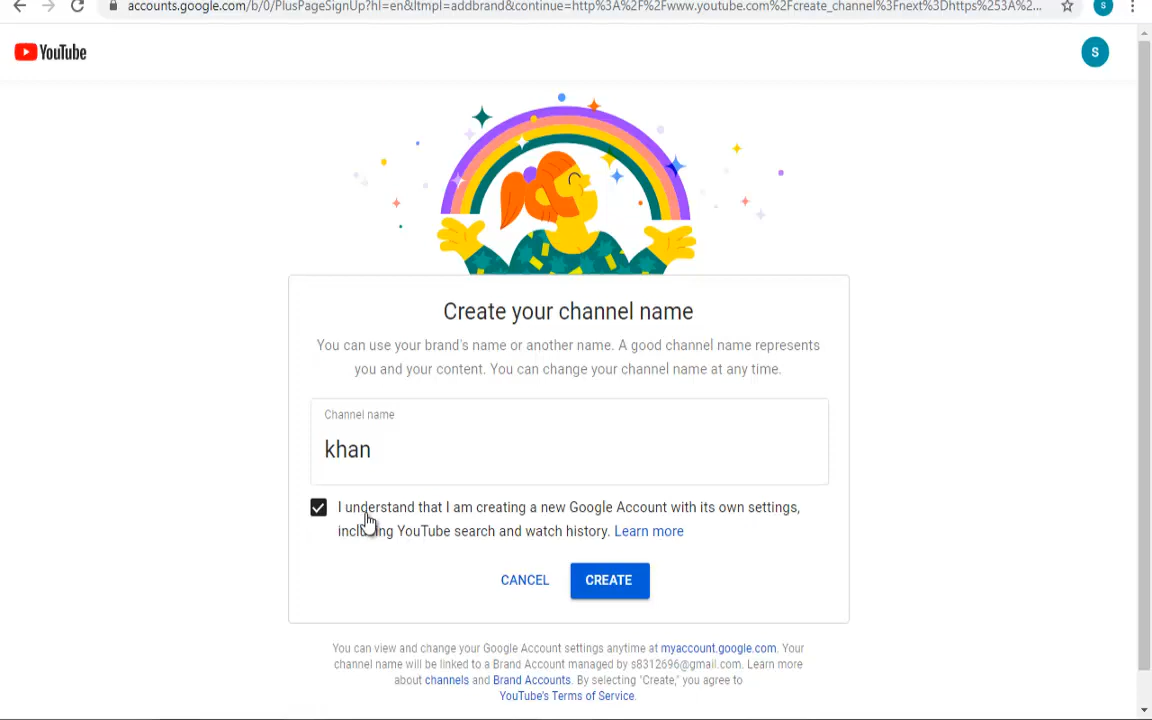 accounts.google.com/b/0/PlusPageSignUp?hl=en&ltmpl=addbrand&continue=http%3A%2F%2Fwww.youtube.com%2Fcreate_channel%3Fnext%3Dhttps%253A%2...
S
YouTube
S
Create your channel name
You can use your brand's name or another name. A good channel name represents
you and your content. You can change your channel name at any time.
Channel name
khan
I understand that I am creating a new Google Account with its own settings,
including YouTube search and watch history. Learn more
CANCEL
CREATE
You can view and change your Google Account settings anytime at myaccount.google.com. Your
channel name will be linked to a Brand Account managed by s8312696@gmail.com. Learn more
about channels and Brand Accounts. By selecting "Create," you agree to
YouTube's Terms of Service.